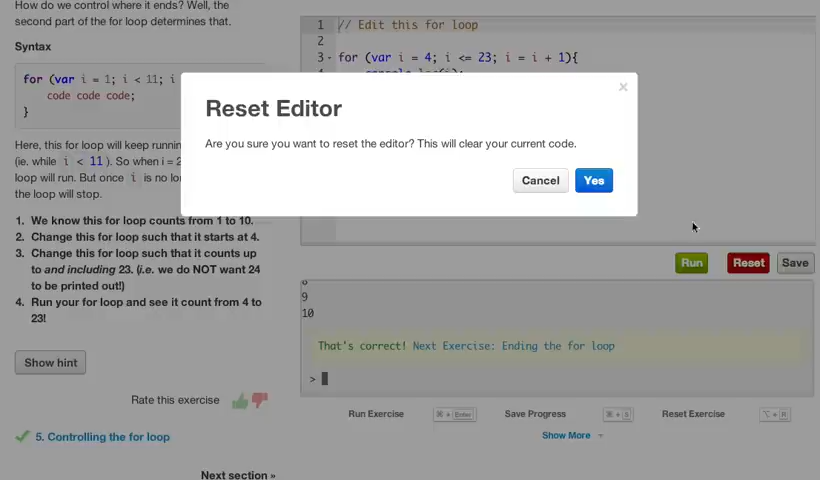 How do we control where it ends? Well, the
second part of the for loop determines that.
Syntax
for (var i = 1; i < 11; i
code code code;
}
Here, this for loop will keep runnin
(ie. while i < 11 ). So when i = 2
loop will run. But once i is no lo
the loop will stop.
1. We know this for loop counts from 1 to 10.
2. Change this for loop such that it starts at 4.
3. Change this for loop such that it counts up
to and including 23. (i.e. we do NOT want 24
to be printed out!)
4. Run your for loop and see it count from 4 to
23!
Show hint
Rate this exercise
5. Controlling the for loop
Next section »
1 // Edit this for loop
2
3 for (var i = 4; i <= 23; i = i + 1){
Reset Editor
×
Are you sure you want to reset the editor? This will clear your current code.
Cancel Yes
Run Reset Save
9
10
That's correct! Next Exercise: Ending the for loop
>
Run Exercise ⌘ + Enter Save Progress ⌘ + S Reset Exercise ⌥ + R
Show More